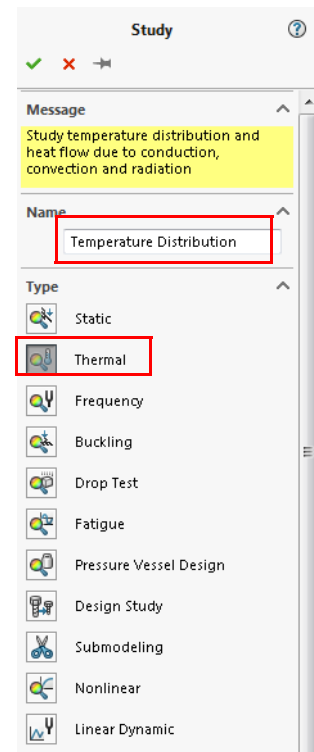 Study
Message
Study temperature distribution and
heat flow due to conduction,
convection and radiation
Name
Temperature Distribution
Type
Static
Thermal
Frequency
Buckling
Drop Test
Fatigue
Pressure Vessel Design
Design Study
Submodeling
Nonlinear
Linear Dynamic